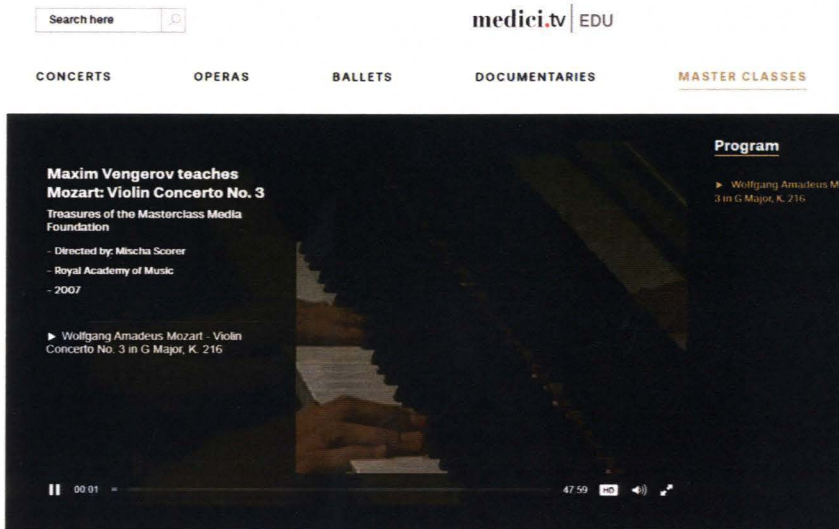 Search here
medici.tv EDU
CONCERTS OPERAS BALLETS DOCUMENTARIES MASTER CLASSES
Maxim Vengerov teaches
Mozart: Violin Concerto No. 3
Treasures of the Masterclass Media
Foundation
- Directed by: Mischa Scorer
- Royal Academy of Music
- 2007
► Wolfgang Amadeus Mozart - Violin
Concerto No. 3 in G Major, K. 216
Program
► Wolfgang Amadeus M
3 in G Major, K. 216
00:01
47:59
HD